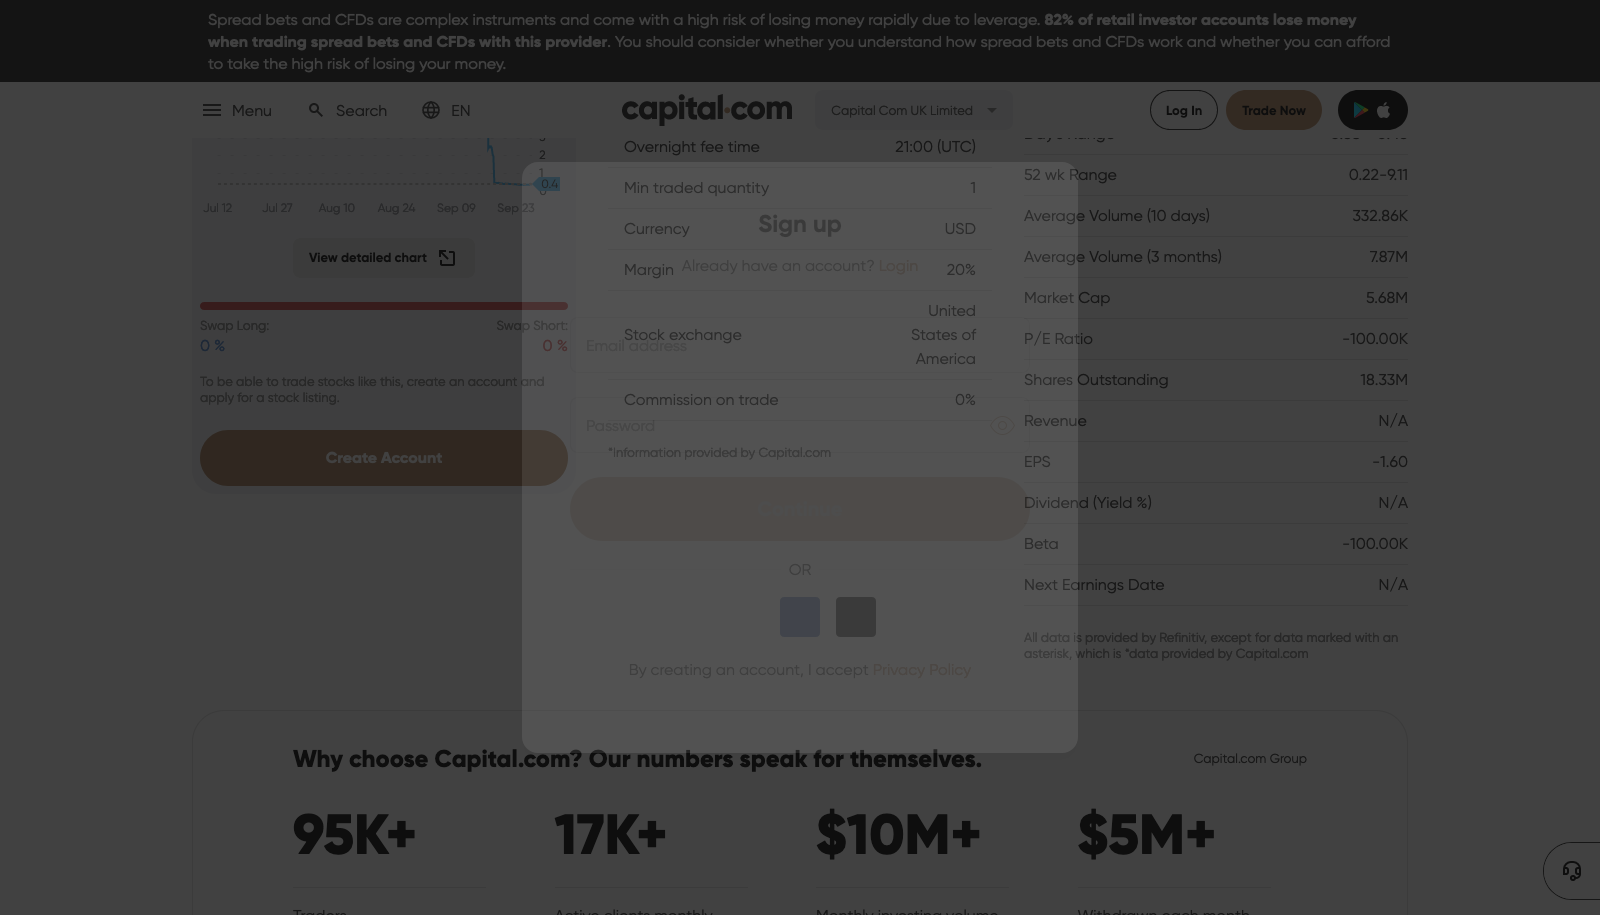 Spread bets and CFDs are complex instruments and come with a high risk of losing money rapidly due to leverage. 82% of retail investor accounts lose money
when trading spread bets and CFDs with this provider. You should consider whether you understand how spread bets and CFDs work and whether you can afford
to take the high risk of losing your money.
Menu
Search
EN
capital.com
Capital Com UK Limited
Log In
Trade Now
2
1
0.4
0
Jul 12
Jul 27
Aug 10
Aug 24
Sep 09
Sep 23
View detailed chart
Swap Long:
Swap Short:
0 %
0 %
To be able to trade stocks like this, create an account and
apply for a stock listing.
Create Account
Overnight fee time
21:00 (UTC)
Min traded quantity
1
Currency
USD
Margin
20%
Stock exchange
United
States of
America
Commission on trade
0%
*Information provided by Capital.com
Sign up
Already have an account? Login
Email address
Password
OR
By creating an account, I accept Privacy Policy
52 wk Range
0.22-9.11
Average Volume (10 days)
332.86K
Average Volume (3 months)
7.87M
Market Cap
5.68M
P/E Ratio
-100.00K
Shares Outstanding
18.33M
Revenue
N/A
EPS
-1.60
Dividend (Yield %)
N/A
Beta
-100.00K
Next Earnings Date
N/A
All data is provided by Refinitiv, except for data marked with an
asterisk, which is *data provided by Capital.com
Why choose Capital.com? Our numbers speak for themselves.
Capital.com Group
95K+
17K+
$10M+
$5M+